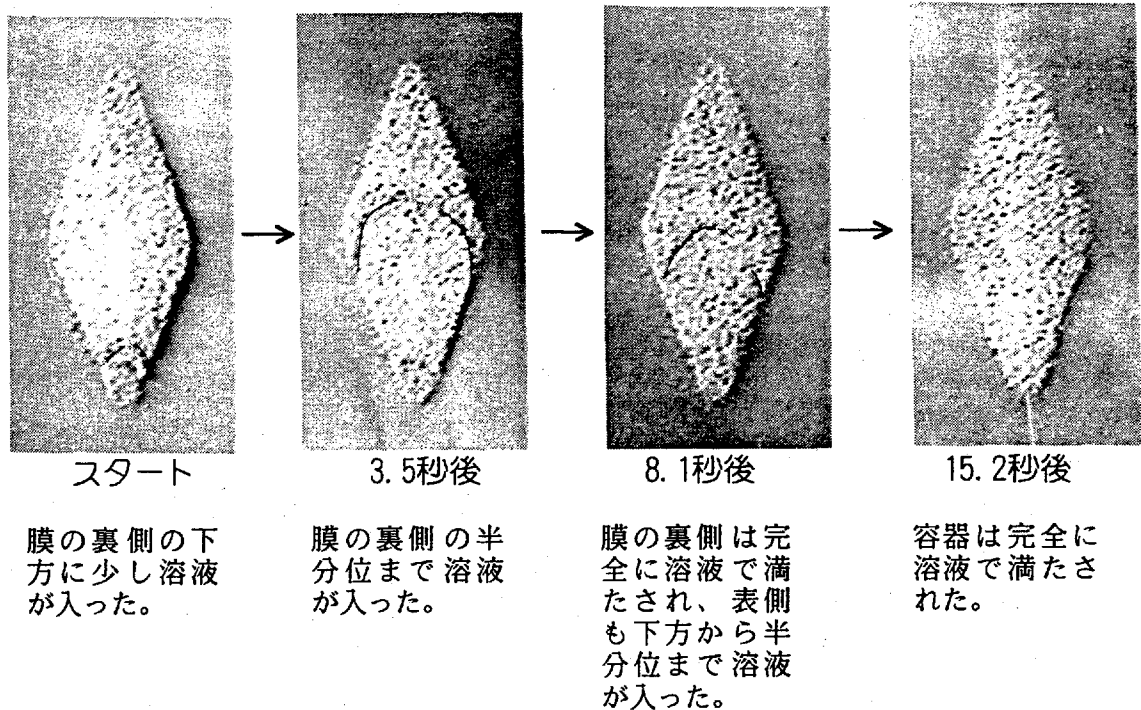 スタート
3.5秒後
8.1秒後
15.2秒後
膜の裏側の下
方に少し溶液
が入った。
膜の裏側の半
分位まで溶液
が入った。
膜の裏側は完
全に溶液で満
たされ、表側
も下方から半
分位まで溶液
が入った。
容器は完全に
溶液で満たさ
れた。